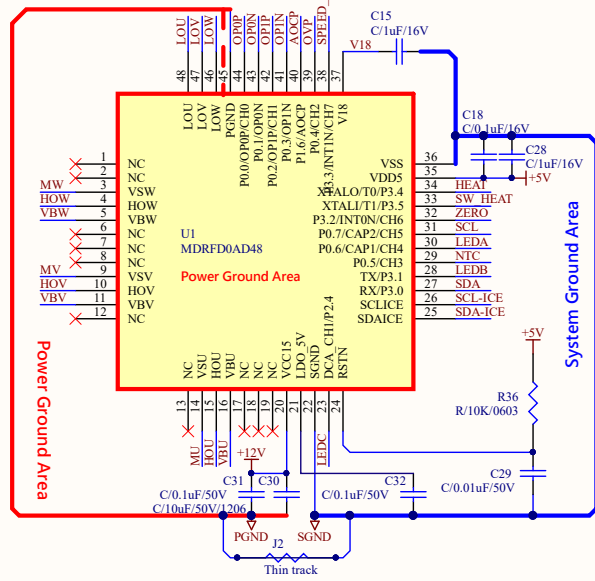 C15
C/1uF/16V
V18
LOU
LOV
LOW
OP0P
OP0N
OP1P
OP1N
AOCP
OVP
SPEED_
48
47
46
45
44
43
42
41
40
39
38
37
LOU
LOV
LOW
PGND
P0.0/OP0P/CH0
P0.1/OP0N
P0.2/OP1P/CH1
P0.3/OP1N
P1.6/AOCP
P0.4/CH2
P3.3/INT1N/CH7
V18
C18
C/0.1uF/16V
C28
C/1uF/16V
+5V
1 NC
2 NC
MW 3 VSW
HOW 4 HOW
VBW 5 VBW
6 NC
7 NC
8 NC
MV 9 VSV
HOV 10 HOV
VBV 11 VBV
12 NC
U1
MDRFD0AD48
Power Ground Area
VSS 36
VDD5 35
XTALO/T0/P3.4 34 HEAT
XTALI/T1/P3.5 33 SW_HEAT
P3.2/INT0N/CH6 32 ZERO
P0.7/CAP2/CH5 31 SCL
P0.6/CAP1/CH4 30 LEDA
P0.5/CH3 29 NTC
TX/P3.1 28 LEDB
RX/P3.0 27 SDA
SCLICE 26 SCL-ICE
SDAICE 25 SDA-ICE
System Ground Area
Power Ground Area
NC
VSU
HOU
VBU
NC
NC
NC
VCC15
LDO_5V
SGND
DCA_CH1/P2.4
RSTN
13
14
15
16
17
18
19
20
21
22
23
24
MU
HOU
VBU
LEDC
+5V
R36
R/10K/0603
+12V
C31
C/0.1uF/50V
C30
C/10uF/50V/1206
C32
C/0.1uF/50V
C29
C/0.01uF/50V
PGND
SGND
J2
Thin track